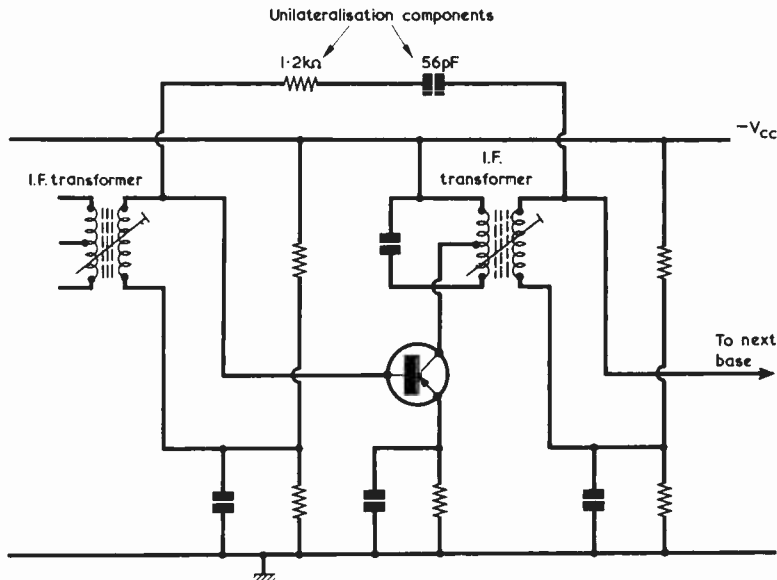 Unilateralisation components
1·2kΩ
56pF
-Vcc
I.F. transformer
I.F.
transformer
To next
base